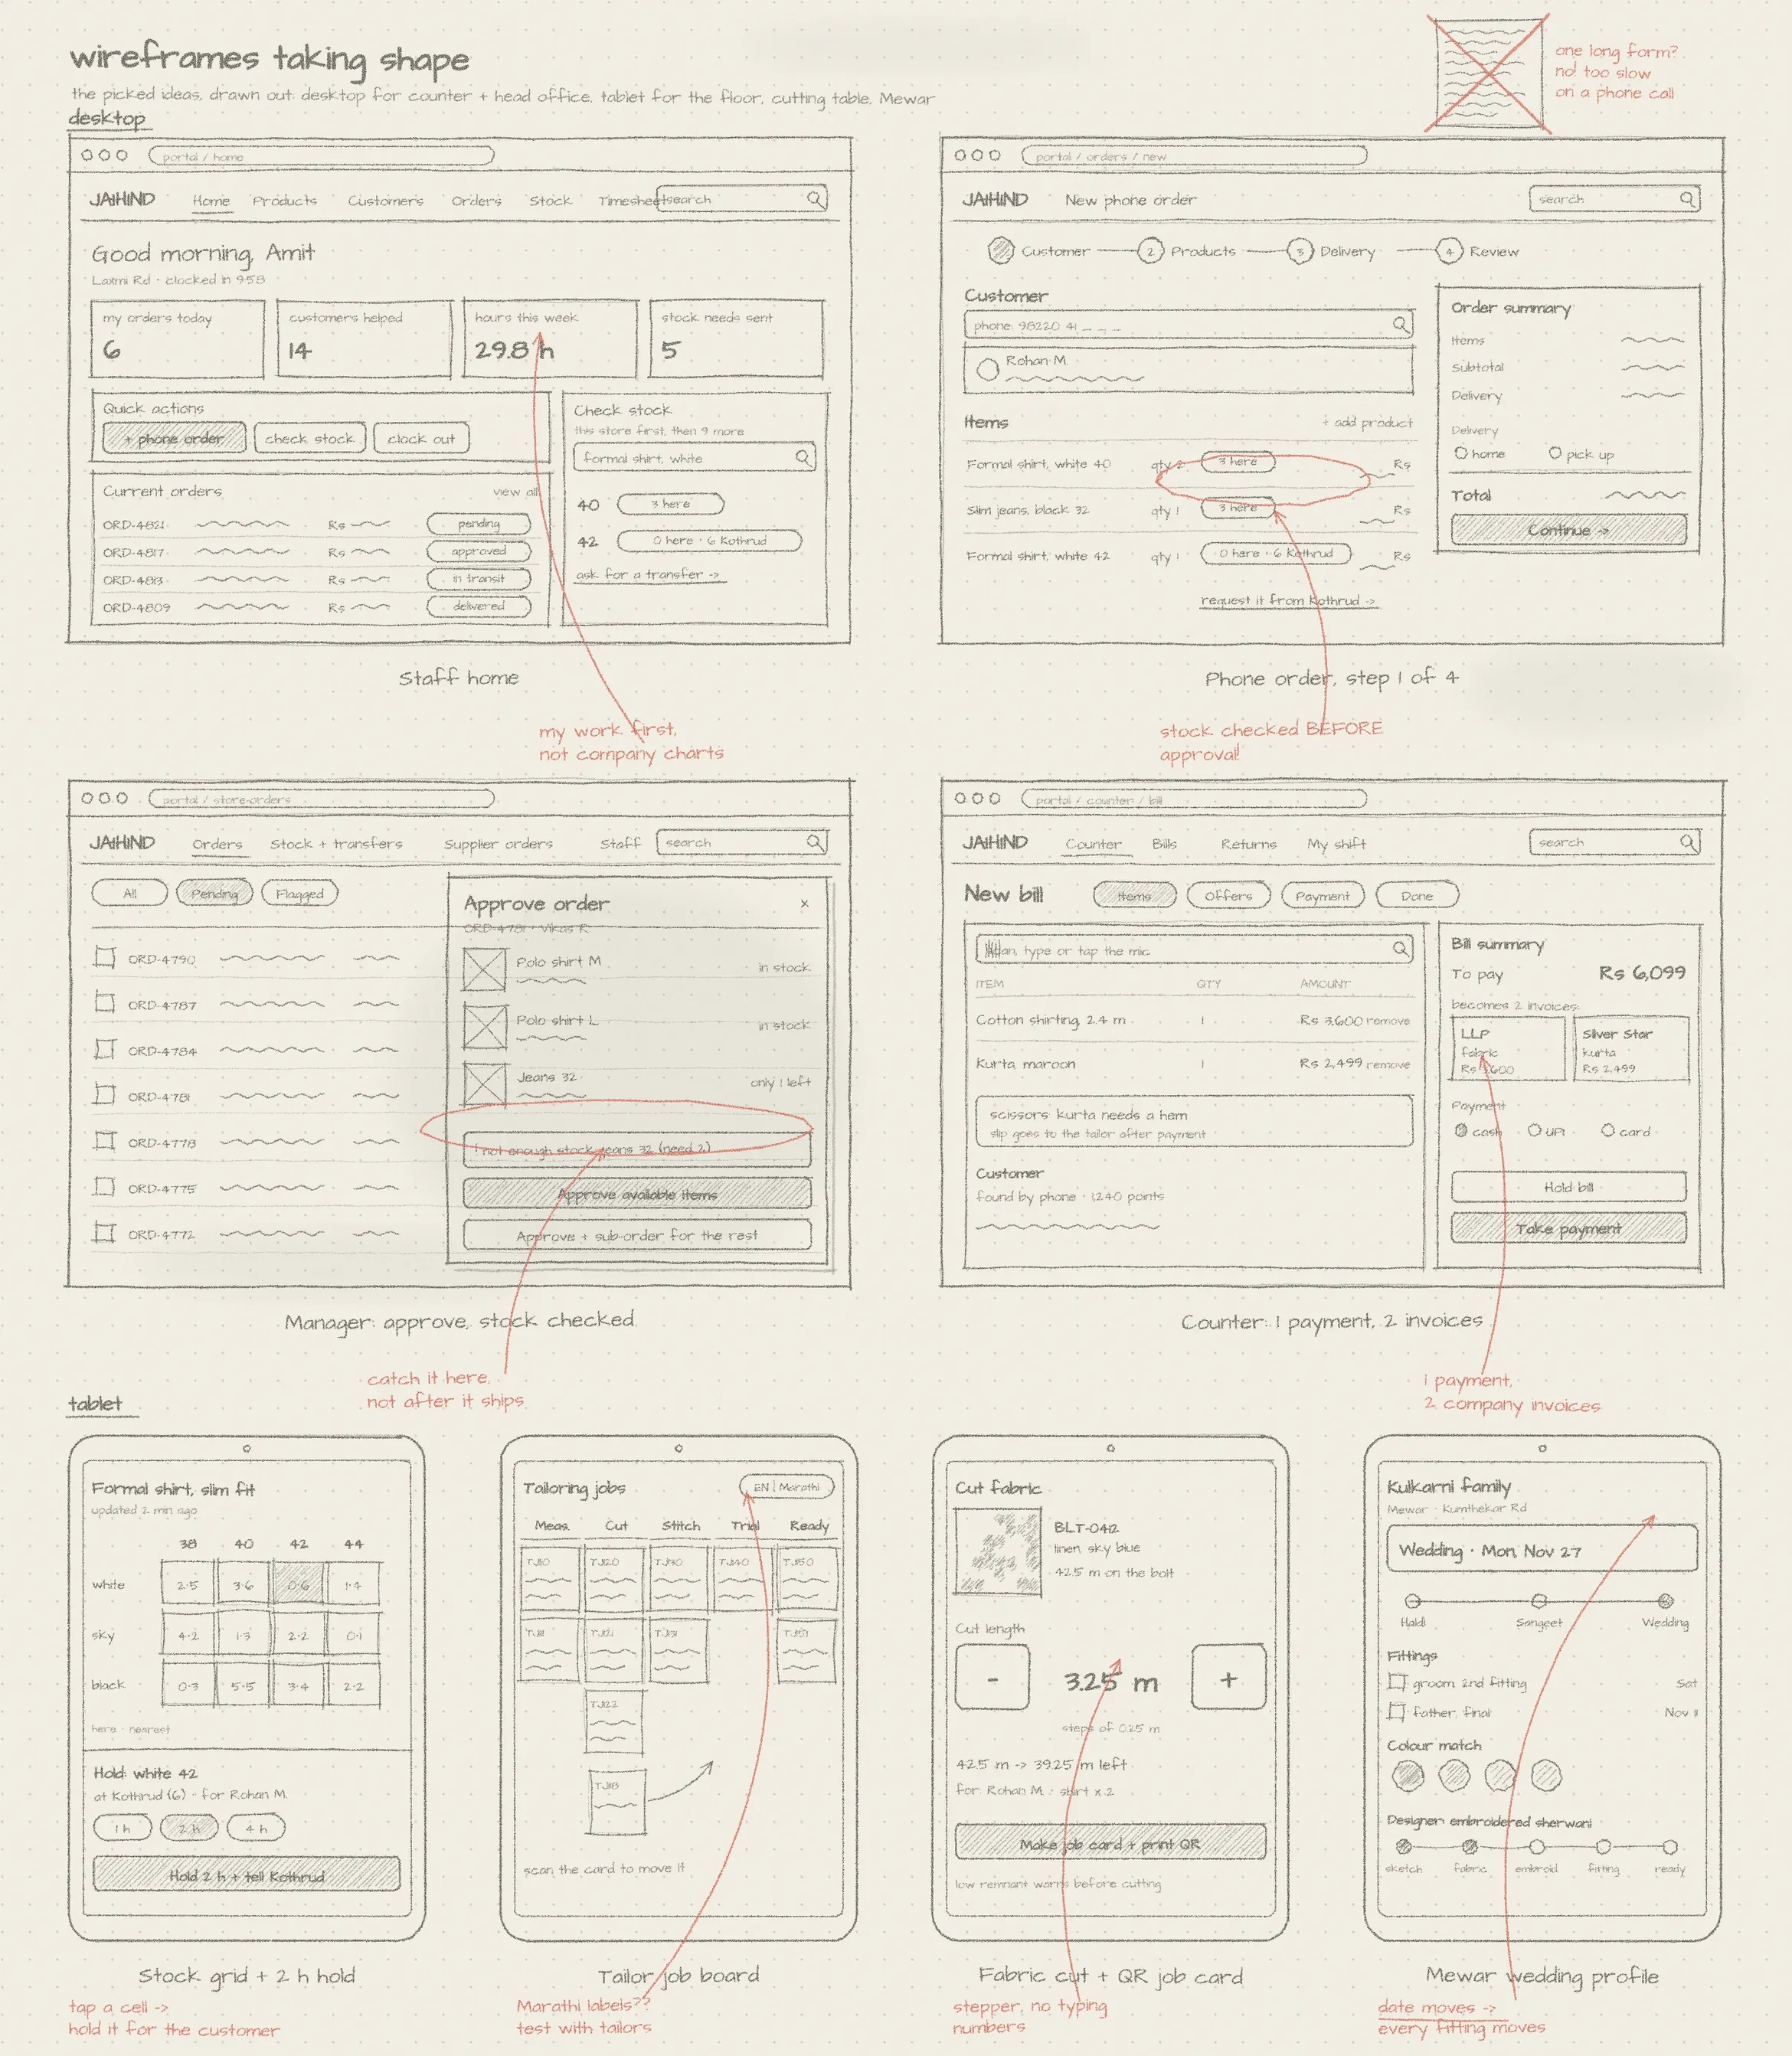 wireframes taking shape
the picked ideas, drawn out. desktop for counter + head office, tablet for the floor, cutting table, Mewar
one long form?
no! too slow
on a phone call
desktop
portal / home
JAIHIND Home Products Customers Orders Stock Timesheet search
Good morning, Amit
Laxmi Rd · clocked in 9:58
my orders today
6
customers helped
14
hours this week
29.8 h
stock needs sent
5
Quick actions
+ phone order check stock clock out
Current orders view all
ORD-4821 Rs pending
ORD-4817 Rs approved
ORD-4813 Rs in transit
ORD-4809 Rs delivered
Check stock
this store first, then 9 more
formal shirt, white
40 3 here
42 0 here · 6 Kothrud
ask for a transfer ->
Staff home
my work first,
not company charts
portal / orders / new
JAIHIND New phone order search
Customer 2 Products 3 Delivery 4 Review
Customer
phone: 98220 41 _ _ _
Rohan M.
Items + add product
Formal shirt, white 40 qty 2 3 here Rs
Slim jeans, black 32 qty 1 3 here Rs
Formal shirt, white 42 qty 1 0 here · 6 Kothrud Rs
request it from Kothrud ->
Order summary
Items
Subtotal
Delivery
Delivery
home pick up
Total
Continue ->
Phone order, step 1 of 4
stock checked BEFORE
approval!
portal / store-orders
JAIHIND Orders Stock + transfers Supplier orders Staff search
All Pending Flagged
ORD-4790
ORD-4787
ORD-4784
ORD-4781
ORD-4778
ORD-4775
ORD-4772
Approve order ×
ORD-4781 · Vikas R.
Polo shirt M in stock
Polo shirt L in stock
Jeans 32 only 1 left
! not enough stock: jeans 32 (need 2)
Approve available items
Approve + sub-order for the rest
Manager: approve, stock checked
catch it here,
not after it ships
portal / counter / bill
JAIHIND Counter Bills Returns My shift search
New bill Items Offers Payment Done
type or tap the mic
ITEM QTY AMOUNT
Cotton shirting, 2.4 m 1 Rs 3,600 remove
Kurta maroon 1 Rs 2,499 remove
scissors kurta needs a hem
slip goes to the tailor after payment
Customer
found by phone · 1,240 points
Bill summary
To pay Rs 6,099
becomes 2 invoices:
LLP
fabric
Rs 3,600
Silver Star
kurta
Rs 2,499
Payment
cash UPI card
Hold bill
Take payment
Counter: 1 payment, 2 invoices
1 payment,
2 company invoices
tablet
Formal shirt, slim fit
updated 2 min ago
38 40 42 44
white 2·5 3·6 0·6 1·4
sky 4·2 1·3 2·2 0·1
black 0·3 5·5 3·4 2·2
here · nearest
Hold: white 42
at Kothrud (6) · for Rohan M.
1 h 2 h 4 h
Hold 2 h + tell Kothrud
Stock grid + 2 h hold
tap a cell ->
hold it for the customer
Tailoring jobs EN | Marathi
Meas. Cut Stitch Trial Ready
TJ110 TJ120 TJ130 TJ140 TJ150
TJ111 TJ121 TJ131 TJ151
TJ122
TJ118
scan the card to move it
Tailor job board
Marathi labels??
test with tailors
Cut fabric
BLT-0412
linen, sky blue
42.5 m on the bolt
Cut length
- 3.25 m +
steps of 0.25 m
42.5 m -> 39.25 m left
for: Rohan M. · shirt x 2
Make job card + print QR
low remnant warns before cutting
Fabric cut + QR job card
stepper, no typing
numbers
Kulkarni family
Mewar · Kumthekar Rd
Wedding · Mon, Nov 27
Haldi Sangeet Wedding
Fittings
groom, 2nd fitting Sat
father, final Nov 11
Colour match
Designer embroidered sherwani
sketch fabric embroid. fitting ready
Mewar wedding profile
date moves ->
every fitting moves